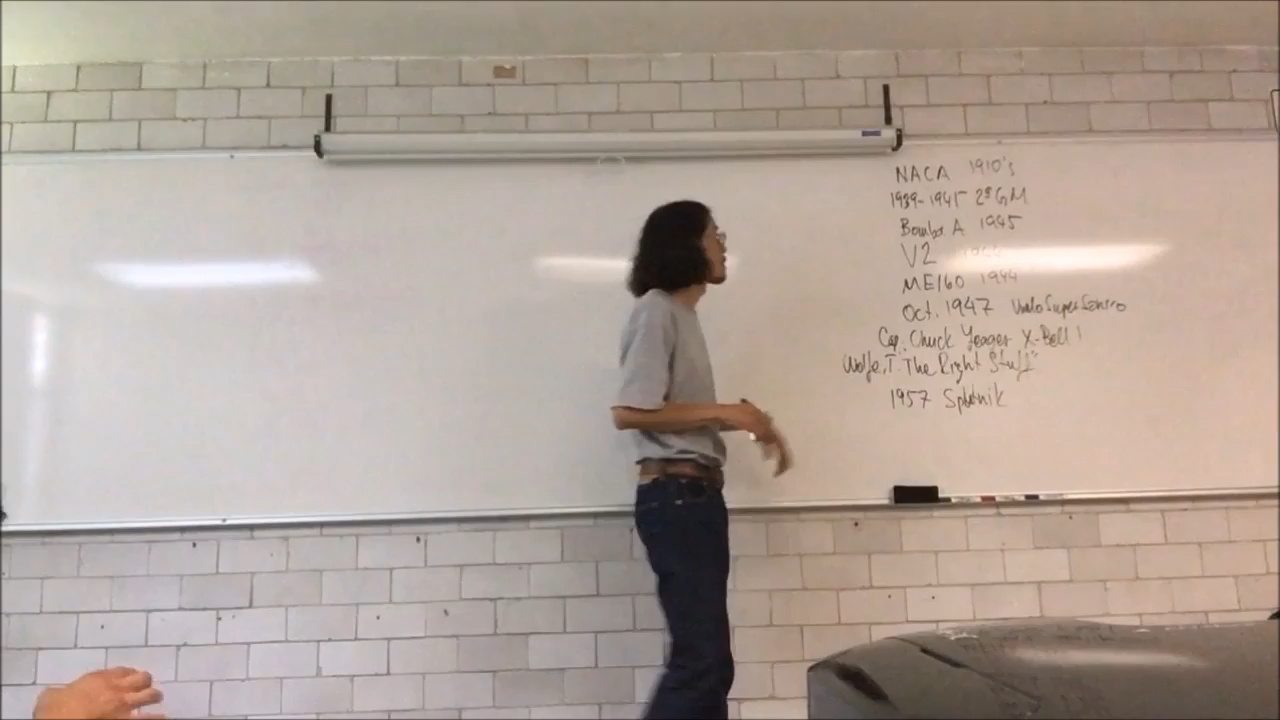 NACA 1910's
1939-1945 2ª GM
Bomba A 1945
V2
ME160 1944
Oct. 1947 Vuelo Supersónico
Cap. Chuck Yeager X-Bell 1
Wolfe, T. "The Right Stuff"
1957 Sputnik